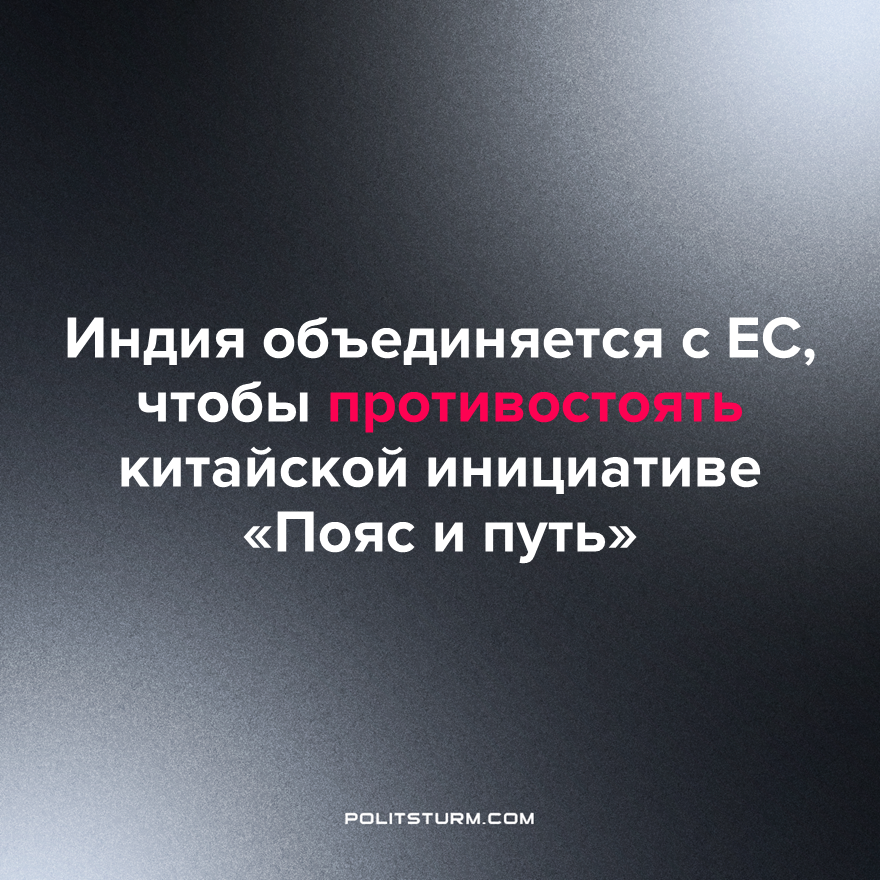 Индия объединяется с ЕС,
чтобы противостоять
китайской инициативе
«Пояс и путь»
POLITSTURM.COM